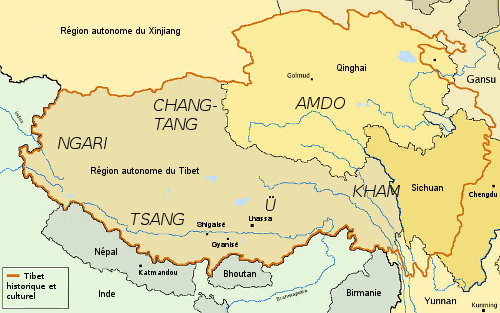 Région autonome du Xinjiang
Qinghai
Golmud
Gansu
CHANG-
TANG
AMDO
NGARI
Région autonome du Tibet
KHAM
Sichuan
Chengdu
Ü
TSANG
Lhassa
Shigatsé
Gyantsé
Népal
Katmandou
Bhoutan
Inde
Brahmapoutre
Birmanie
Yunnan
Kunming
Tibet
historique et
culturel